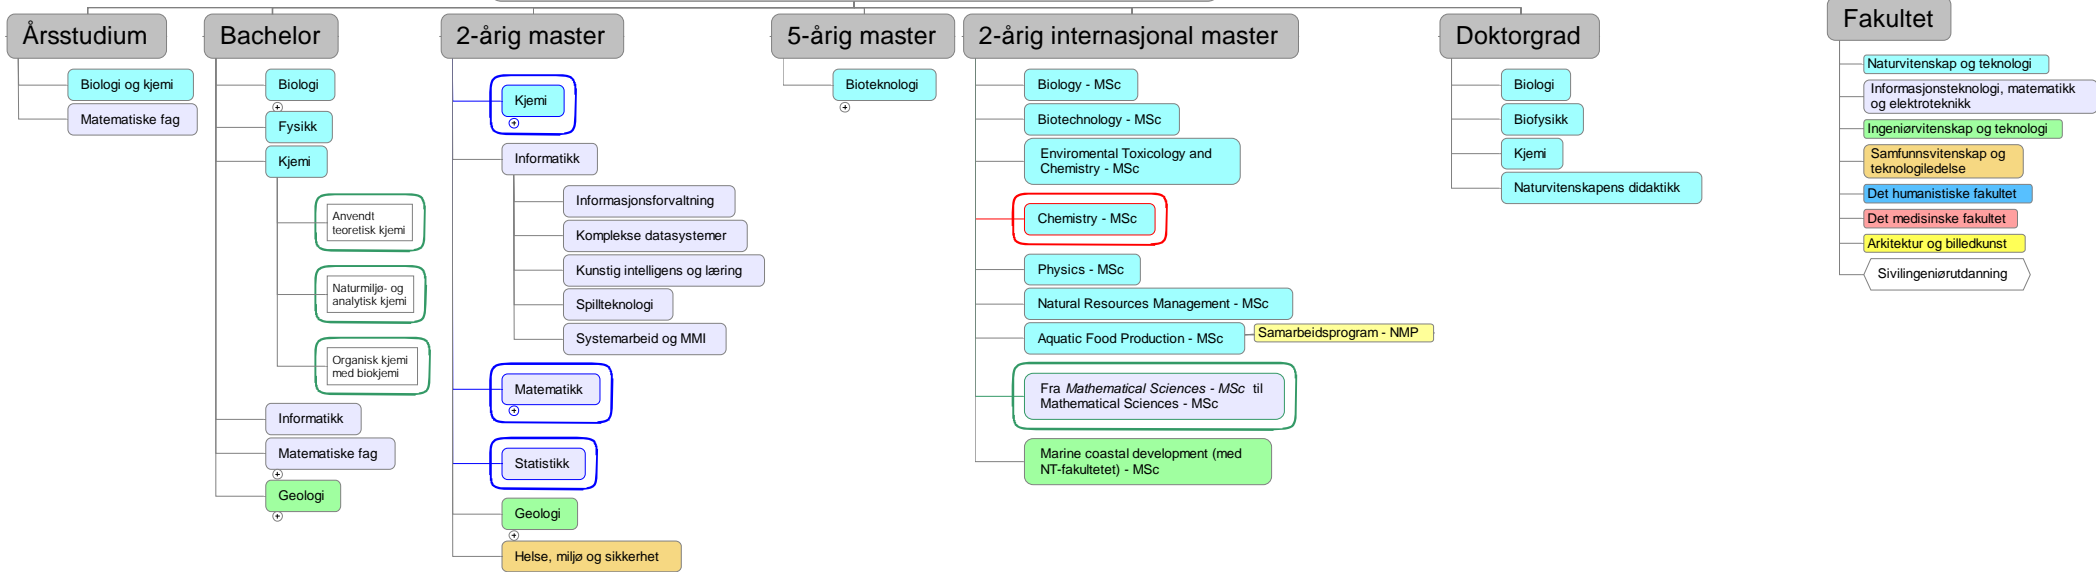 Årsstudium
Biologi og kjemi
Matematiske fag
Bachelor
Biologi
Fysikk
Kjemi
Anvendt
teoretisk kjemi
Naturmiljø- og
analytisk kjemi
Organisk kjemi
med biokjemi
Informatikk
Matematiske fag
Geologi
2-årig master
Kjemi
Informatikk
Informasjonsforvaltning
Komplekse datasystemer
Kunstig intelligens og læring
Spillteknologi
Systemarbeid og MMI
Matematikk
Statistikk
Geologi
Helse, miljø og sikkerhet
5-årig master
Bioteknologi
2-årig internasjonal master
Biology - MSc
Biotechnology - MSc
Enviromental Toxicology and
Chemistry - MSc
Chemistry - MSc
Physics - MSc
Natural Resources Management - MSc
Aquatic Food Production - MSc
Samarbeidsprogram - NMP
Fra Mathematical Sciences - MSc til
Mathematical Sciences - MSc
Marine coastal development (med
NT-fakultetet) - MSc
Doktorgrad
Biologi
Biofysikk
Kjemi
Naturvitenskapens didaktikk
Fakultet
Naturvitenskap og teknologi
Informasjonsteknologi, matematikk
og elektroteknikk
Ingeniørvitenskap og teknologi
Samfunnsvitenskap og
teknologiledelse
Det humanistiske fakultet
Det medisinske fakultet
Arkitektur og billedkunst
Sivilingeniørutdanning